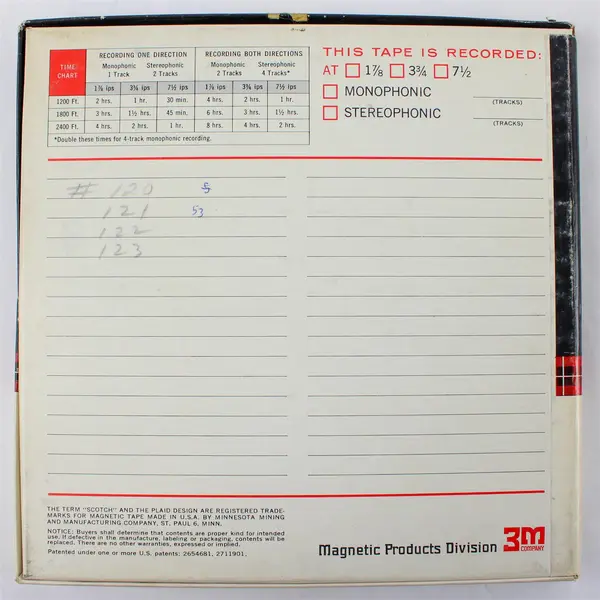 TIME CHART
RECORDING ONE DIRECTION RECORDING BOTH DIRECTIONS
Monophonic 1 Track Stereophonic 2 Tracks Monophonic 2 Tracks Stereophonic 4 Tracks*
1⅞ ips 3¾ ips 7½ ips 1⅞ ips 3¾ ips 7½ ips
1200 Ft. 2 hrs. 1 hr. 30 min. 4 hrs. 2 hrs. 1 hr.
1800 Ft. 3 hrs. 1½ hrs. 45 min. 6 hrs. 3 hrs. 1½ hrs.
2400 Ft. 4 hrs. 2 hrs. 1 hr. 8 hrs. 4 hrs. 2 hrs.
*Double these times for 4-track monophonic recording.
THIS TAPE IS RECORDED:
AT 1⅞ 3¾ 7½
MONOPHONIC
(TRACKS)
STEREOPHONIC
(TRACKS)
# 120
121 53
122
123
THE TERM "SCOTCH" AND THE PLAID DESIGN ARE REGISTERED TRADE-
MARKS FOR MAGNETIC TAPE MADE IN U.S.A. BY MINNESOTA MINING
AND MANUFACTURING COMPANY, ST. PAUL 6, MINN.
NOTICE: Buyers shall determine that contents are proper kind for intended
use. If defective in the manufacture, labeling or packaging, contents will be
replaced. There are no other warranties, expressed or implied.
Patented under one or more U.S. patents: 2654681, 2711901,
Magnetic Products Division 3M COMPANY